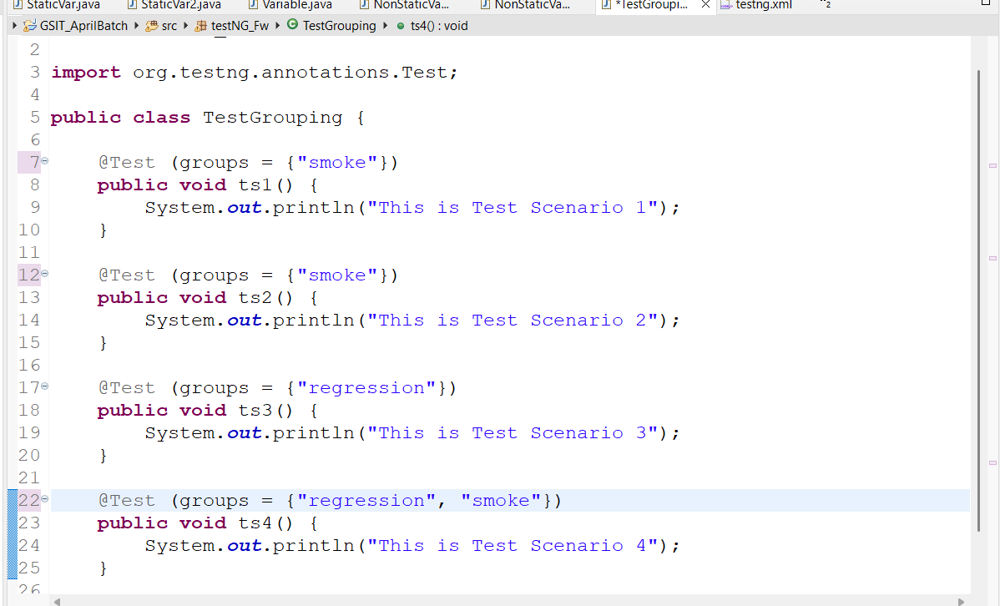 StaticVar.java StaticVar2.java Variable.java NonStaticVa... NonStaticVa... *TestGroupi... testng.xml "2
GSIT_AprilBatch src testNG_Fw TestGrouping ts4() : void
2
3 import org.testng.annotations.Test;
4
5 public class TestGrouping {
6
7 @Test (groups = {"smoke"})
8 public void ts1() {
9 System.out.println("This is Test Scenario 1");
10 }
11
12 @Test (groups = {"smoke"})
13 public void ts2() {
14 System.out.println("This is Test Scenario 2");
15 }
16
17 @Test (groups = {"regression"})
18 public void ts3() {
19 System.out.println("This is Test Scenario 3");
20 }
21
22 @Test (groups = {"regression", "smoke"})
23 public void ts4() {
24 System.out.println("This is Test Scenario 4");
25 }
26